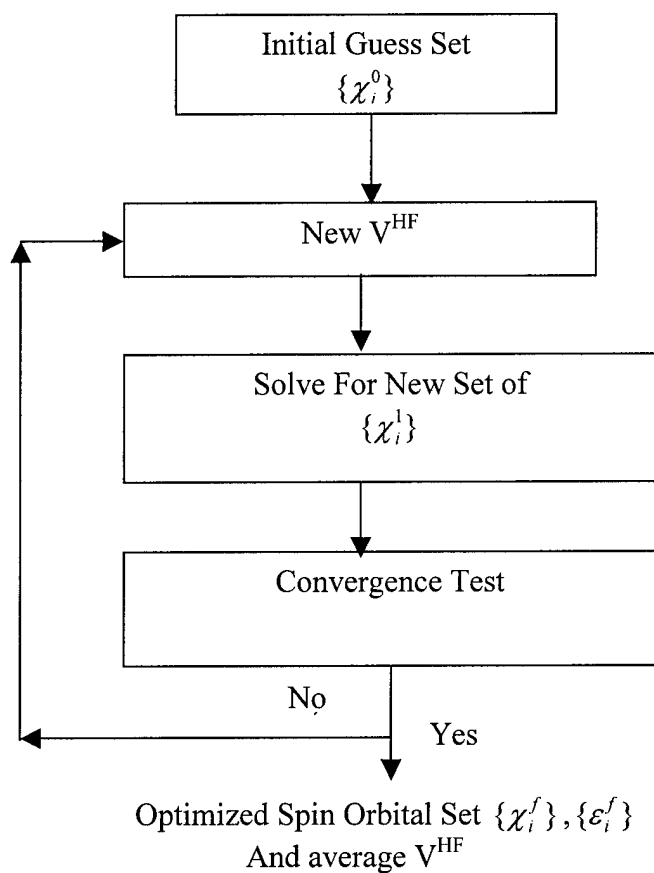 Initial Guess Set
{χ_i^0}
New V^HF
Solve For New Set of
{χ_i^1}
Convergence Test
No
Yes
Optimized Spin Orbital Set {χ_i^f} , {ε_i^f}
And average V^HF